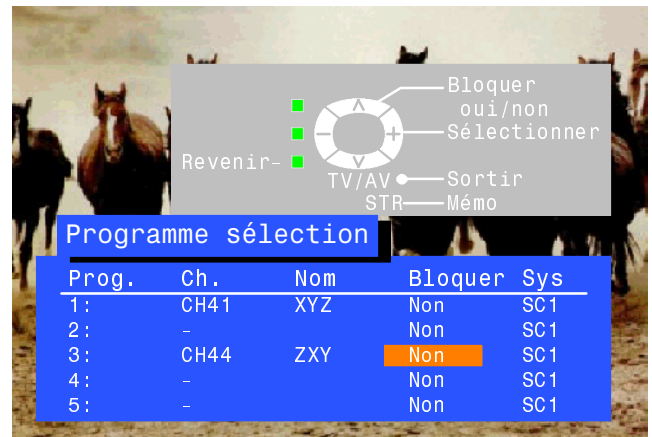 Bloquer
oui/non
Sélectionner
Revenir-
TV/AV Sortir
STR Mémo
Programme sélection
Prog. Ch. Nom Bloquer Sys
1: CH41 XYZ Non SC1
2: - Non SC1
3: CH44 ZXY Non SC1
4: - Non SC1
5: - Non SC1